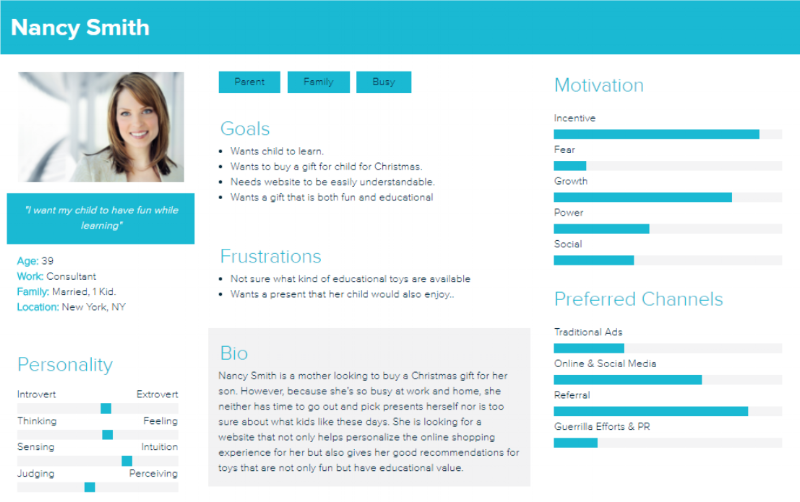 Nancy Smith
"I want my child to have fun while
learning"
Age: 39
Work: Consultant
Family: Married, 1 Kid.
Location: New York, NY
Personality
Introvert Extrovert
Thinking Feeling
Sensing Intuition
Judging Perceiving
Parent Family Busy
Goals
Wants child to learn.
Wants to buy a gift for child for Christmas.
Needs website to be easily understandable.
Wants a gift that is both fun and educational
Frustrations
Not sure what kind of educational toys are available
Wants a present that her child would also enjoy..
Bio
Nancy Smith is a mother looking to buy a Christmas gift for her
son. However, because she's so busy at work and home, she
neither has time to go out and pick presents herself nor is too
sure about what kids like these days. She is looking for a
website that not only helps personalize the online shopping
experience for her but also gives her good recommendations for
toys that are not only fun but have educational value.
Motivation
Incentive
Fear
Growth
Power
Social
Preferred Channels
Traditional Ads
Online & Social Media
Referral
Guerrilla Efforts & PR